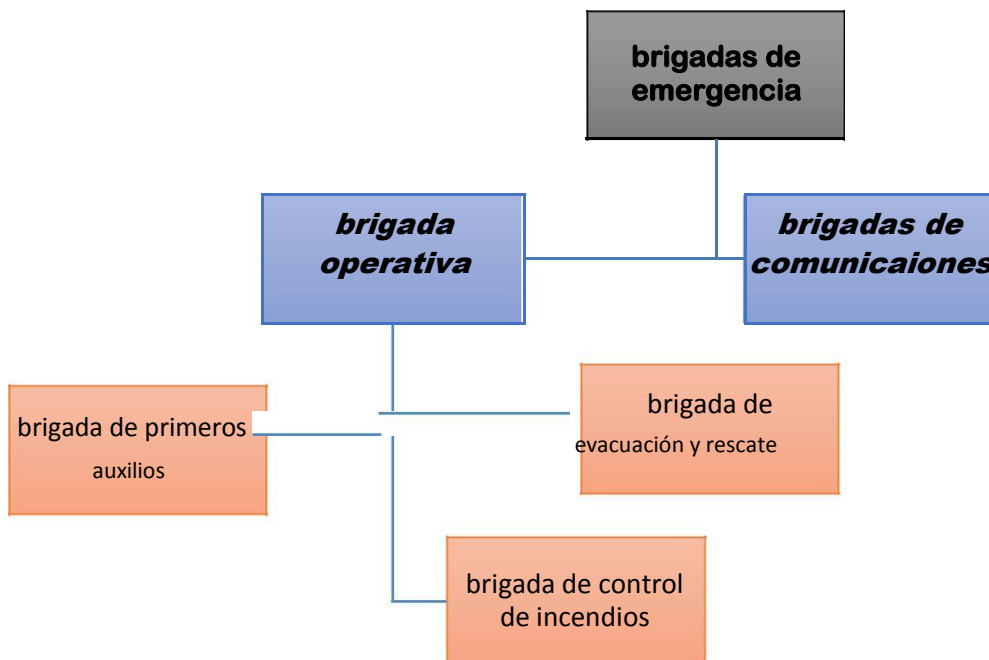 brigadas de
emergencia
brigada
operativa
brigadas de
comunicaiones
brigada de primeros
auxilios
brigada de
evacuación y rescate
brigada de control
de incendios